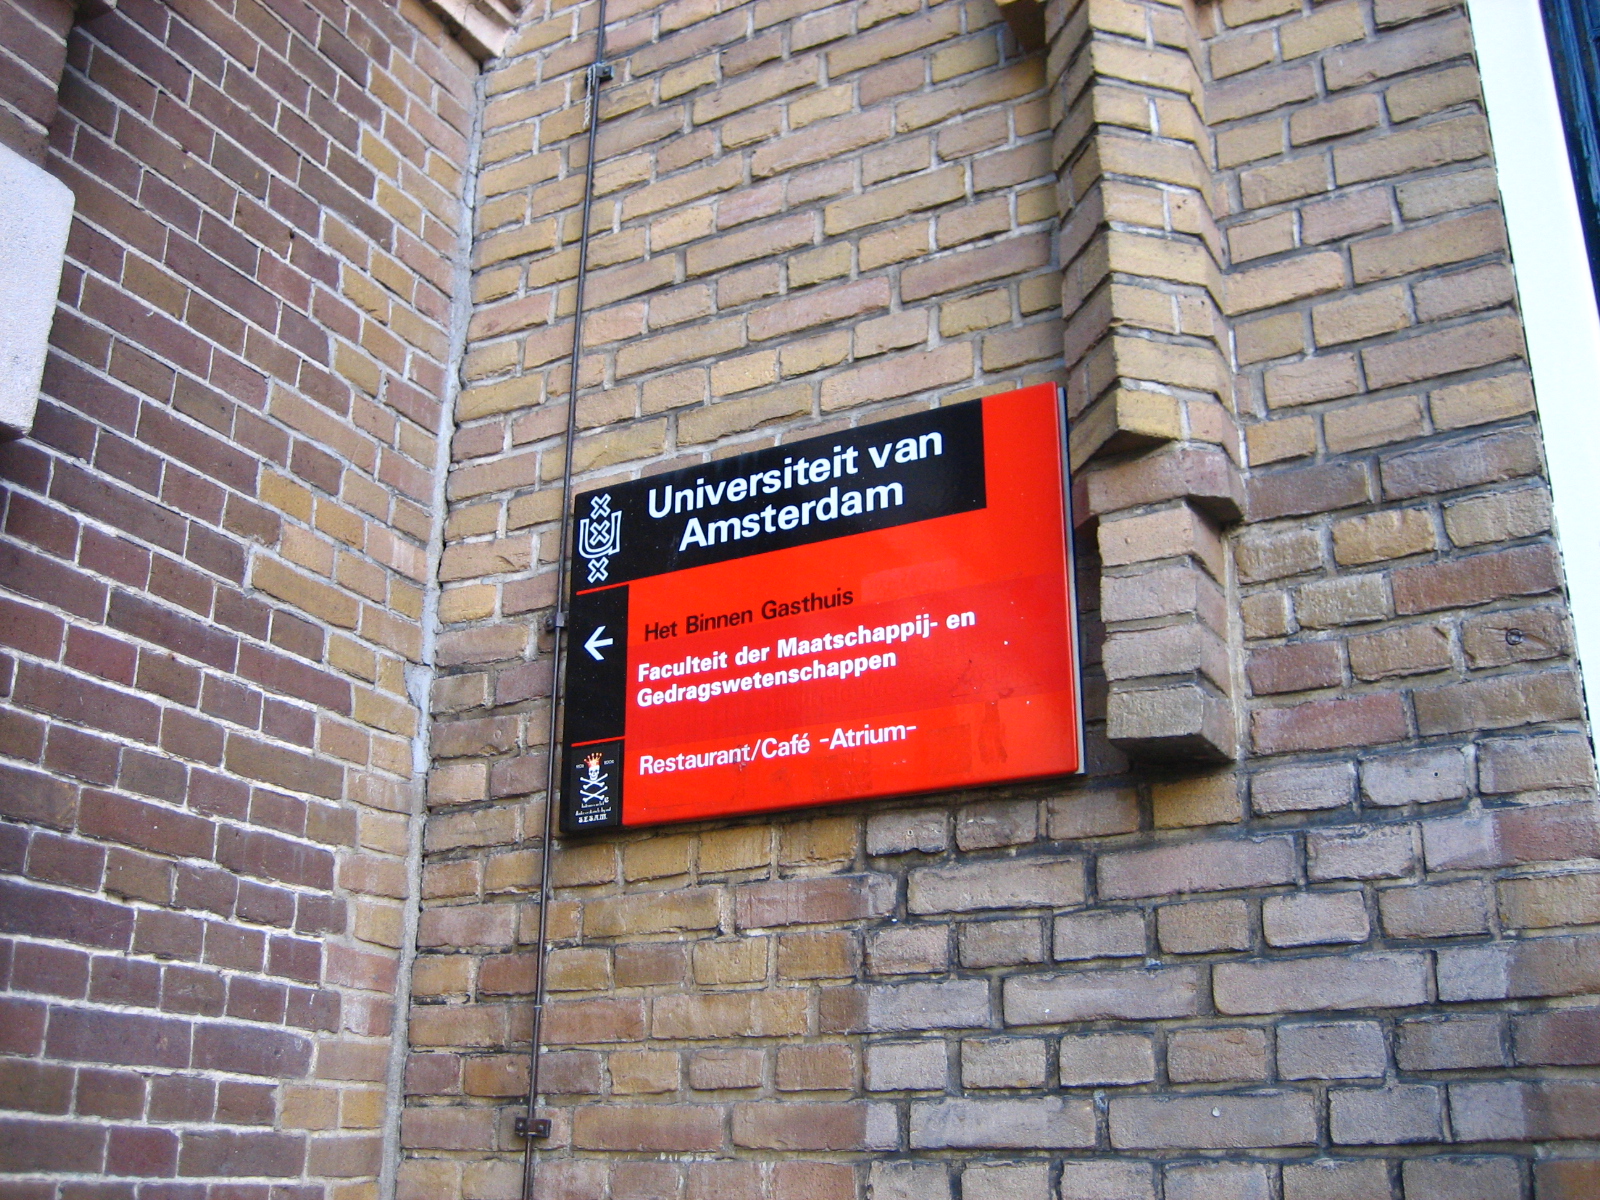 Universiteit van
Amsterdam
Het Binnen Gasthuis
Faculteit der Maatschappij- en
Gedragswetenschappen
Restaurant/Café -Atrium-